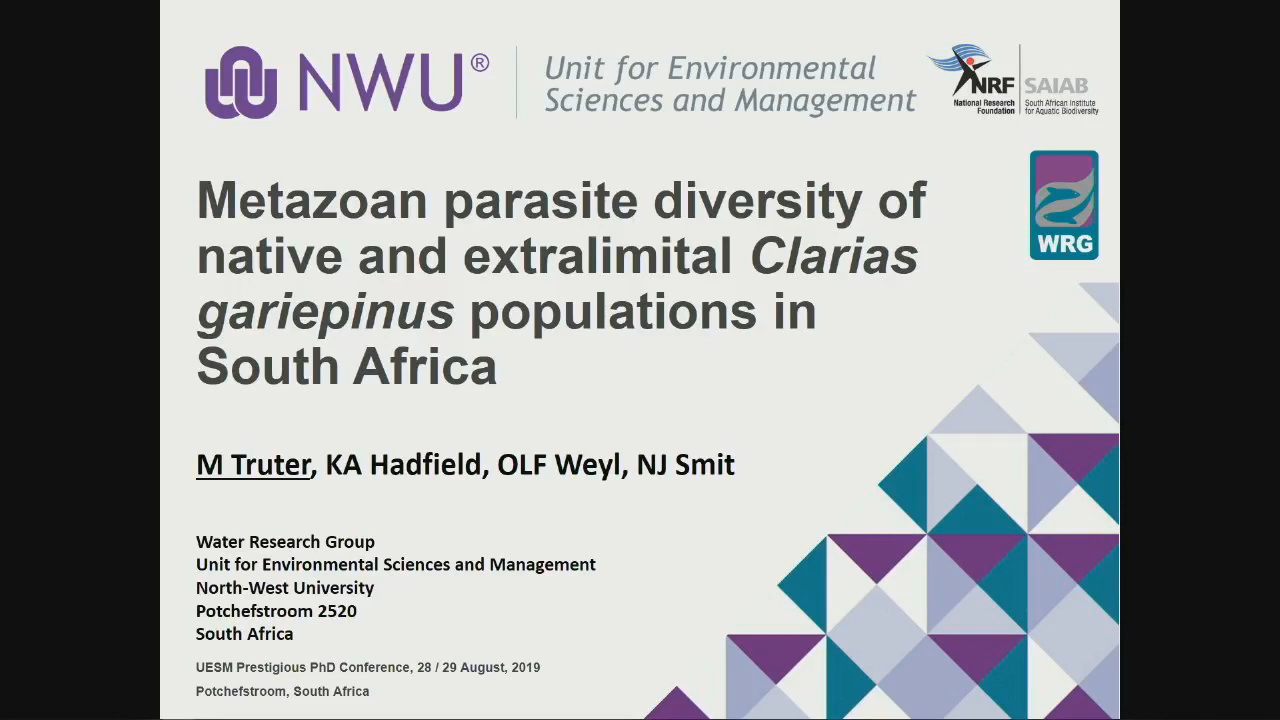 NWU®
Unit for Environmental
Sciences and Management
NRF
National Research
Foundation
SAIAB
South African Institute
for Aquatic Biodiversity
WRG
Metazoan parasite diversity of
native and extralimital Clarias
gariepinus populations in
South Africa
M Truter, KA Hadfield, OLF Weyl, NJ Smit
Water Research Group
Unit for Environmental Sciences and Management
North-West University
Potchefstroom 2520
South Africa
UESM Prestigious PhD Conference, 28 / 29 August, 2019
Potchefstroom, South Africa